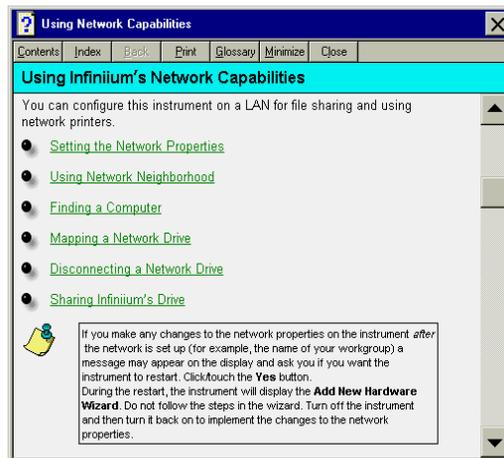 Using Network Capabilities
Contents Index Back Print Glossary Minimize Close
Using Infiniium's Network Capabilities
You can configure this instrument on a LAN for file sharing and using
network printers.
Setting the Network Properties
Using Network Neighborhood
Finding a Computer
Mapping a Network Drive
Disconnecting a Network Drive
Sharing Infiniium's Drive
If you make any changes to the network properties on the instrument after
the network is set up (for example, the name of your workgroup) a
message may appear on the display and ask you if you want the
instrument to restart. Click/touch the Yes button.
During the restart, the instrument will display the Add New Hardware
Wizard. Do not follow the steps in the wizard. Turn off the instrument
and then turn it back on to implement the changes to the network
properties.